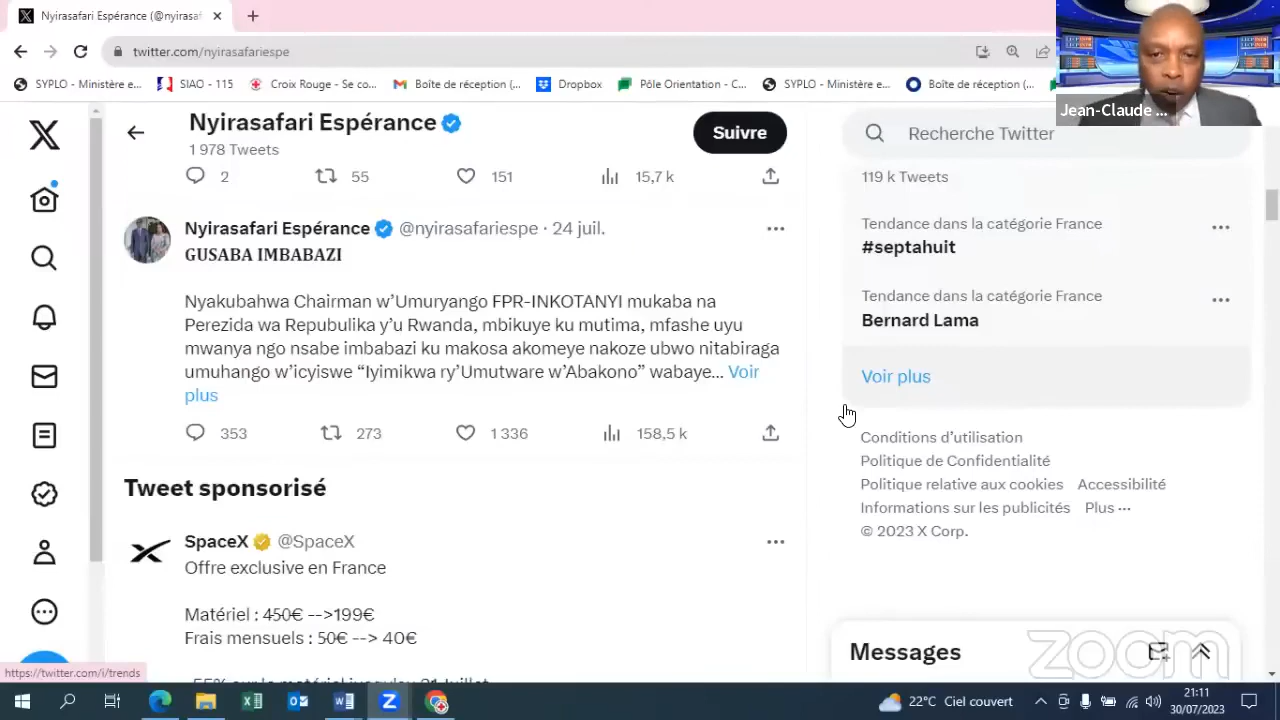 Nyirasafari Espérance (@nyirasaf
twitter.com/nyirasafariespe
SYPLO - Ministère e...
SIAO - 115
Croix Rouge - Se co...
Boîte de réception (...
Dropbox
Pôle Orientation - C...
SYPLO - Ministère e...
Boîte de réception (...
Jean-Claude ...
Nyirasafari Espérance
1 978 Tweets
Suivre
2 55 151 15,7 k
Nyirasafari Espérance @nyirasafariespe · 24 juil.
GUSABA IMBABAZI
Nyakubahwa Chairman w’Umuryango FPR-INKOTANYI mukaba na
Perezida wa Repubulika y’u Rwanda, mbikuye ku mutima, mfashe uyu
mwanya ngo nsabe imbabazi ku makosa akomeye nakoze ubwo nitabiraga
umuhango w’icyiswe “Iyimikwa ry’Umutware w’Abakono” wabaye... Voir
plus
353 273 1 336 158,5 k
Tweet sponsorisé
SpaceX @SpaceX
Offre exclusive en France
Matériel : 450€ -->199€
Frais mensuels : 50€ --> 40€
Recherche Twitter
119 k Tweets
Tendance dans la catégorie France
#septahuit
Tendance dans la catégorie France
Bernard Lama
Voir plus
Conditions d’utilisation
Politique de Confidentialité
Politique relative aux cookies Accessibilité
Informations sur les publicités Plus ···
© 2023 X Corp.
Messages
zoom
https://twitter.com/i/trends
22°C Ciel couvert
21:11
30/07/2023